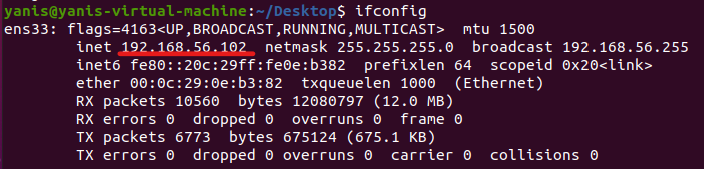 yanis@yanis-virtual-machine:~/Desktop$ ifconfig
ens33: flags=4163<UP,BROADCAST,RUNNING,MULTICAST>  mtu 1500
        inet 192.168.56.102  netmask 255.255.255.0  broadcast 192.168.56.255
        inet6 fe80::20c:29ff:fe0e:b382  prefixlen 64  scopeid 0x20<link>
        ether 00:0c:29:0e:b3:82  txqueuelen 1000  (Ethernet)
        RX packets 10560  bytes 12080797 (12.0 MB)
        RX errors 0  dropped 0  overruns 0  frame 0
        TX packets 6773  bytes 675124 (675.1 KB)
        TX errors 0  dropped 0 overruns 0  carrier 0  collisions 0